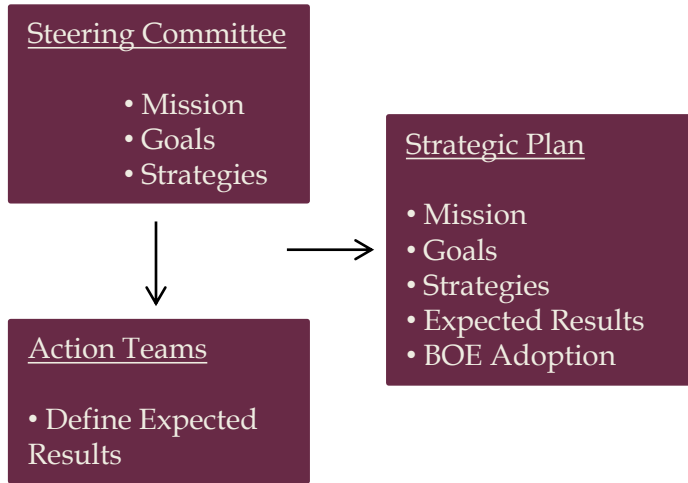 Steering Committee
• Mission
• Goals
• Strategies
Action Teams
• Define Expected
Results
Strategic Plan
• Mission
• Goals
• Strategies
• Expected Results
• BOE Adoption